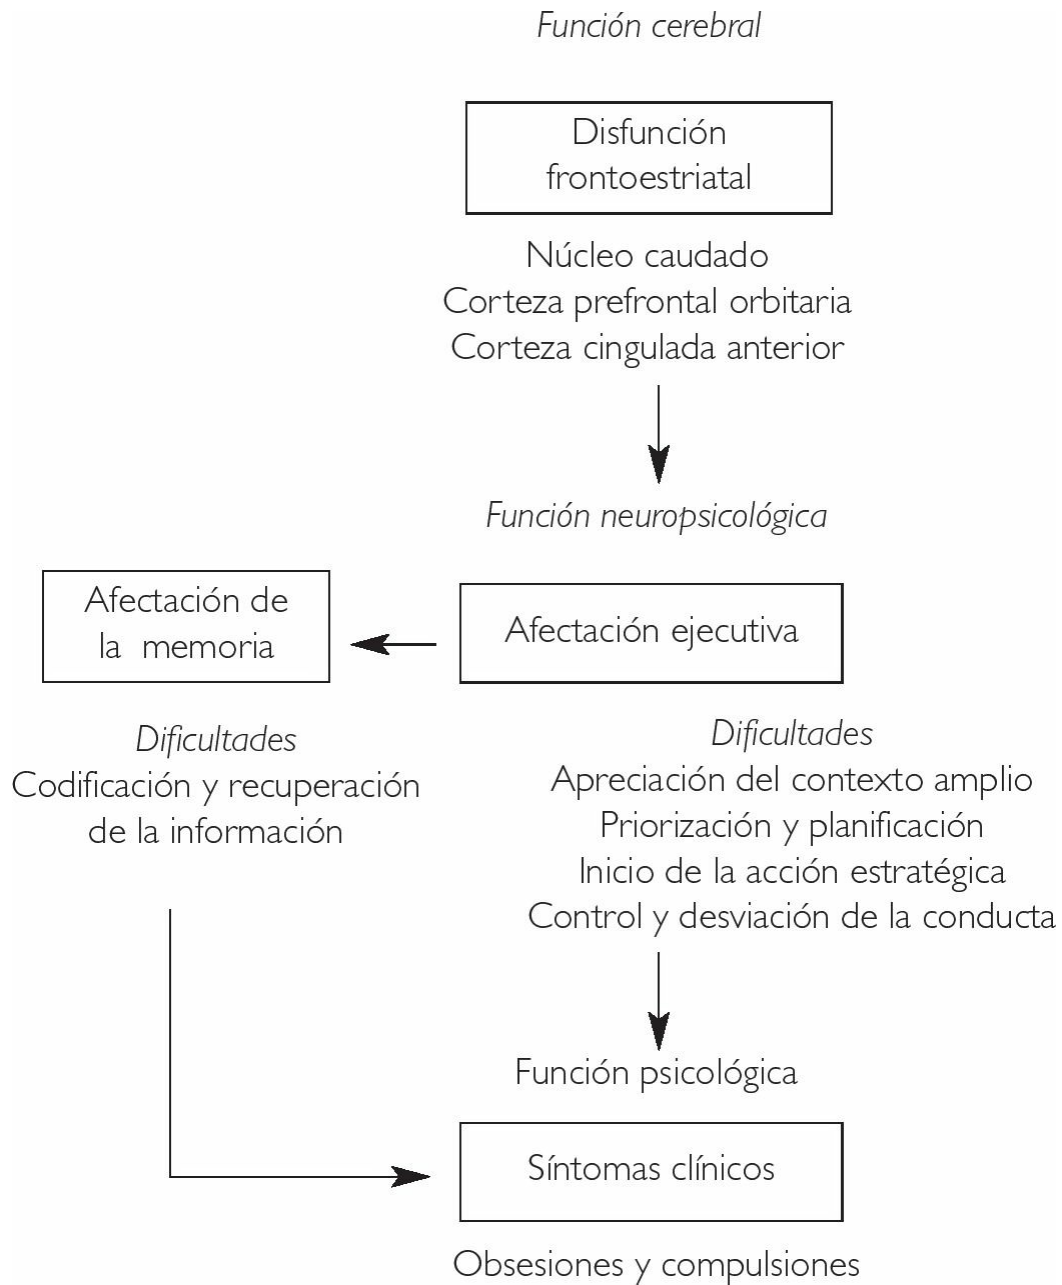 Función cerebral
Disfunción
frontoestriatal
Núcleo caudado
Corteza prefrontal orbitaria
Corteza cingulada anterior
Función neuropsicológica
Afectación de
la memoria
Afectación ejecutiva
Dificultades
Codificación y recuperación
de la información
Dificultades
Apreciación del contexto amplio
Priorización y planificación
Inicio de la acción estratégica
Control y desviación de la conducta
Función psicológica
Síntomas clínicos
Obsesiones y compulsiones